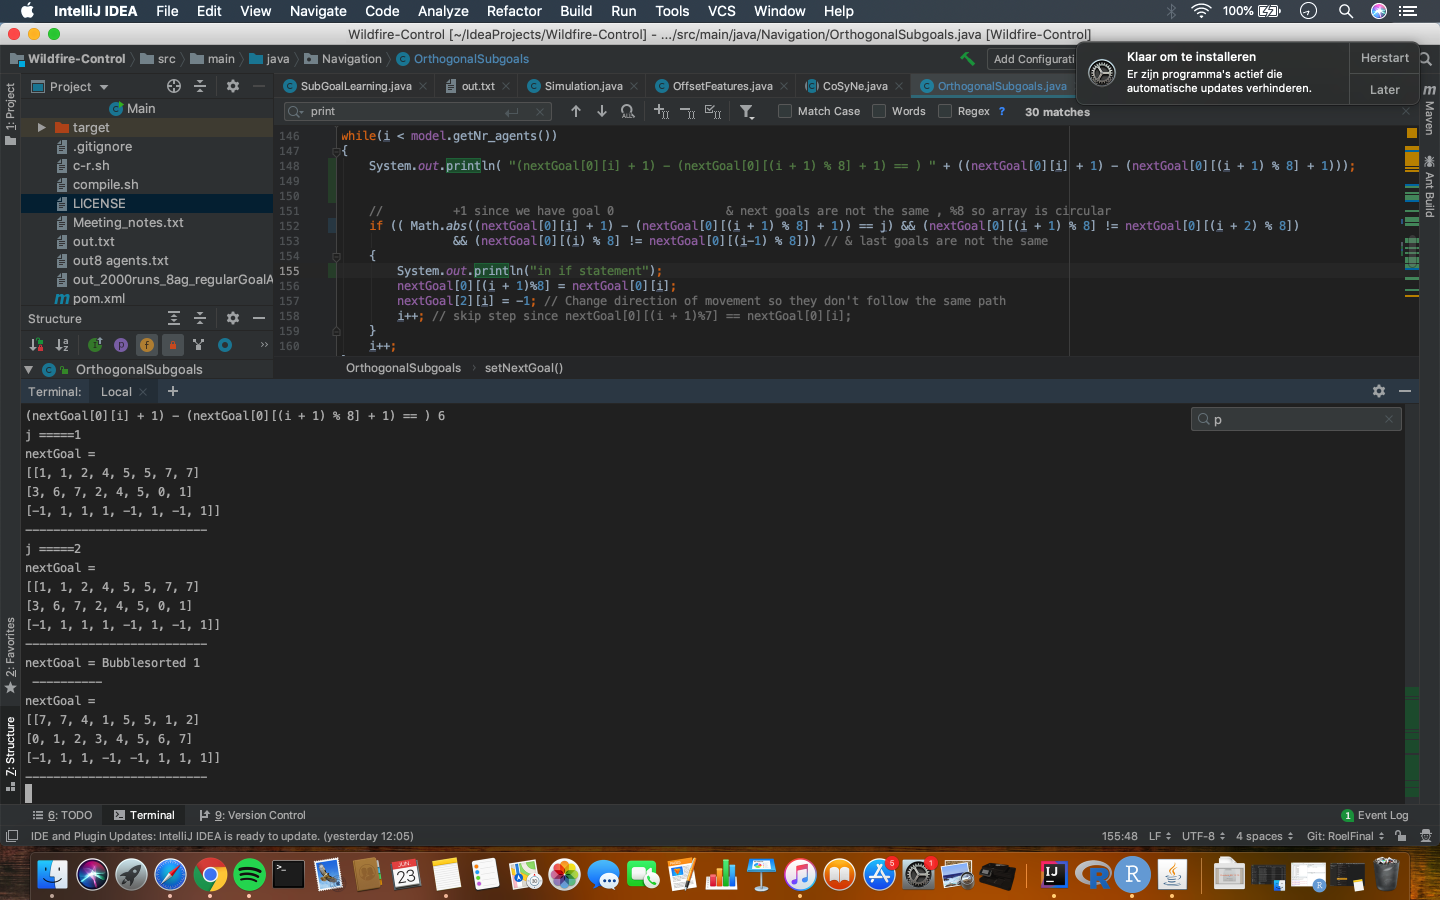 IntelliJ IDEA File Edit View Navigate Code Analyze Refactor Build Run Tools VCS Window Help 100%
Wildfire-Control [~/IdeaProjects/Wildfire-Control] - .../src/main/java/Navigation/OrthogonalSubgoals.java [Wildfire-Control]
Wildfire-Control src main java Navigation OrthogonalSubgoals Add Configurati
Klaar om te installeren
Er zijn programma's actief die
automatische updates verhinderen.
Herstart
Later
Project
SubGoalLearning.java out.txt Simulation.java OffsetFeatures.java CoSyNe.java OrthogonalSubgoals.java
print
Match Case Words Regex ? 30 matches
1: Project
Main
target
.gitignore
c-r.sh
compile.sh
LICENSE
Meeting_notes.txt
out.txt
out8 agents.txt
out_2000runs_8ag_regularGoalA
pom.xml
Structure
OrthogonalSubgoals
146 while(i < model.getNr_agents())
147 {
148 System.out.println( "(nextGoal[0][i] + 1) - (nextGoal[0][(i + 1) % 8] + 1) == ) " + ((nextGoal[0][i] + 1) - (nextGoal[0][(i + 1) % 8] + 1)));
149
150
151 // +1 since we have goal 0 & next goals are not the same , %8 so array is circular
152 if (( Math.abs((nextGoal[0][i] + 1) - (nextGoal[0][(i + 1) % 8] + 1)) == j) && (nextGoal[0][(i + 1) % 8] != nextGoal[0][(i + 2) % 8])
153 && (nextGoal[0][(i) % 8] != nextGoal[0][(i-1) % 8])) // & last goals are not the same
154 {
155 System.out.println("in if statement");
156 nextGoal[0][(i + 1)%8] = nextGoal[0][i];
157 nextGoal[2][i] = -1; // Change direction of movement so they don't follow the same path
158 i++; // skip step since nextGoal[0][(i + 1)%7] == nextGoal[0][i];
159 }
160 i++;
OrthogonalSubgoals setNextGoal()
m
Maven
Ant Build
Terminal: Local +
p
(nextGoal[0][i] + 1) - (nextGoal[0][(i + 1) % 8] + 1) == ) 6
j =====1
nextGoal =
[[1, 1, 2, 4, 5, 5, 7, 7]
[3, 6, 7, 2, 4, 5, 0, 1]
[-1, 1, 1, 1, -1, 1, -1, 1]]
--------------------------
j =====2
nextGoal =
[[1, 1, 2, 4, 5, 5, 7, 7]
[3, 6, 7, 2, 4, 5, 0, 1]
[-1, 1, 1, 1, -1, 1, -1, 1]]
--------------------------
nextGoal = Bubblesorted 1
----------
nextGoal =
[[7, 7, 4, 1, 5, 5, 1, 2]
[0, 1, 2, 3, 4, 5, 6, 7]
[-1, 1, 1, -1, -1, 1, 1, 1]]
--------------------------
2: Favorites
Z: Structure
6: TODO Terminal 9: Version Control 1 Event Log
IDE and Plugin Updates: IntelliJ IDEA is ready to update. (yesterday 12:05) 155:48 LF UTF-8 4 spaces Git: RoelFinal
JUN
23
6
1
IJ
R
R